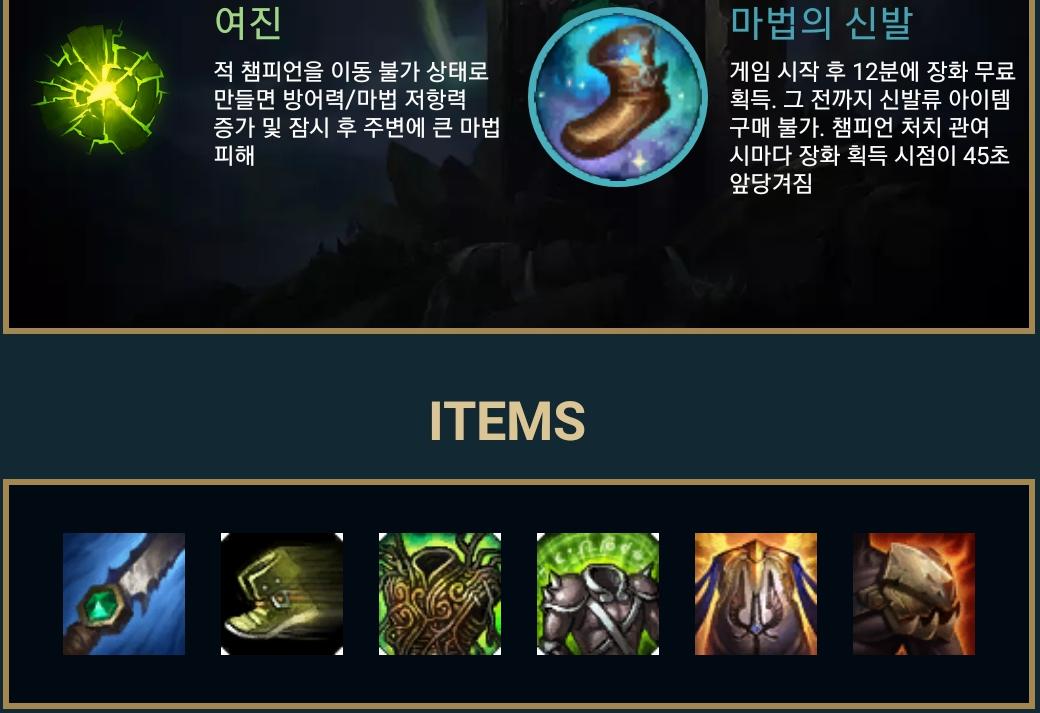 여진
적 챔피언을 이동 불가 상태로
만들면 방어력/마법 저항력
증가 및 잠시 후 주변에 큰 마법
피해
마법의 신발
게임 시작 후 12분에 장화 무료
획득. 그 전까지 신발류 아이템
구매 불가. 챔피언 처치 관여
시마다 장화 획득 시점이 45초
앞당겨짐
ITEMS